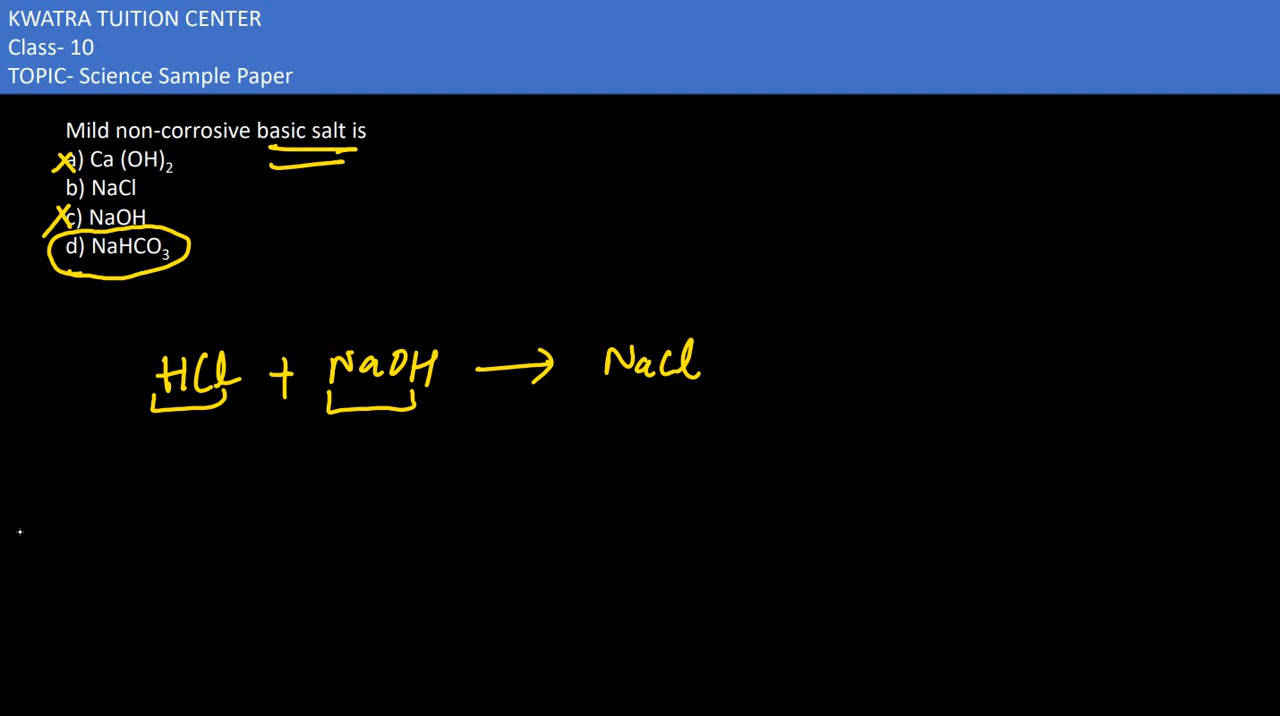 KWATRA TUITION CENTER
Class- 10
TOPIC- Science Sample Paper
Mild non-corrosive basic salt is
a) Ca (OH)₂
b) NaCl
c) NaOH
d) NaHCO₃
HCl + NaOH → NaCl